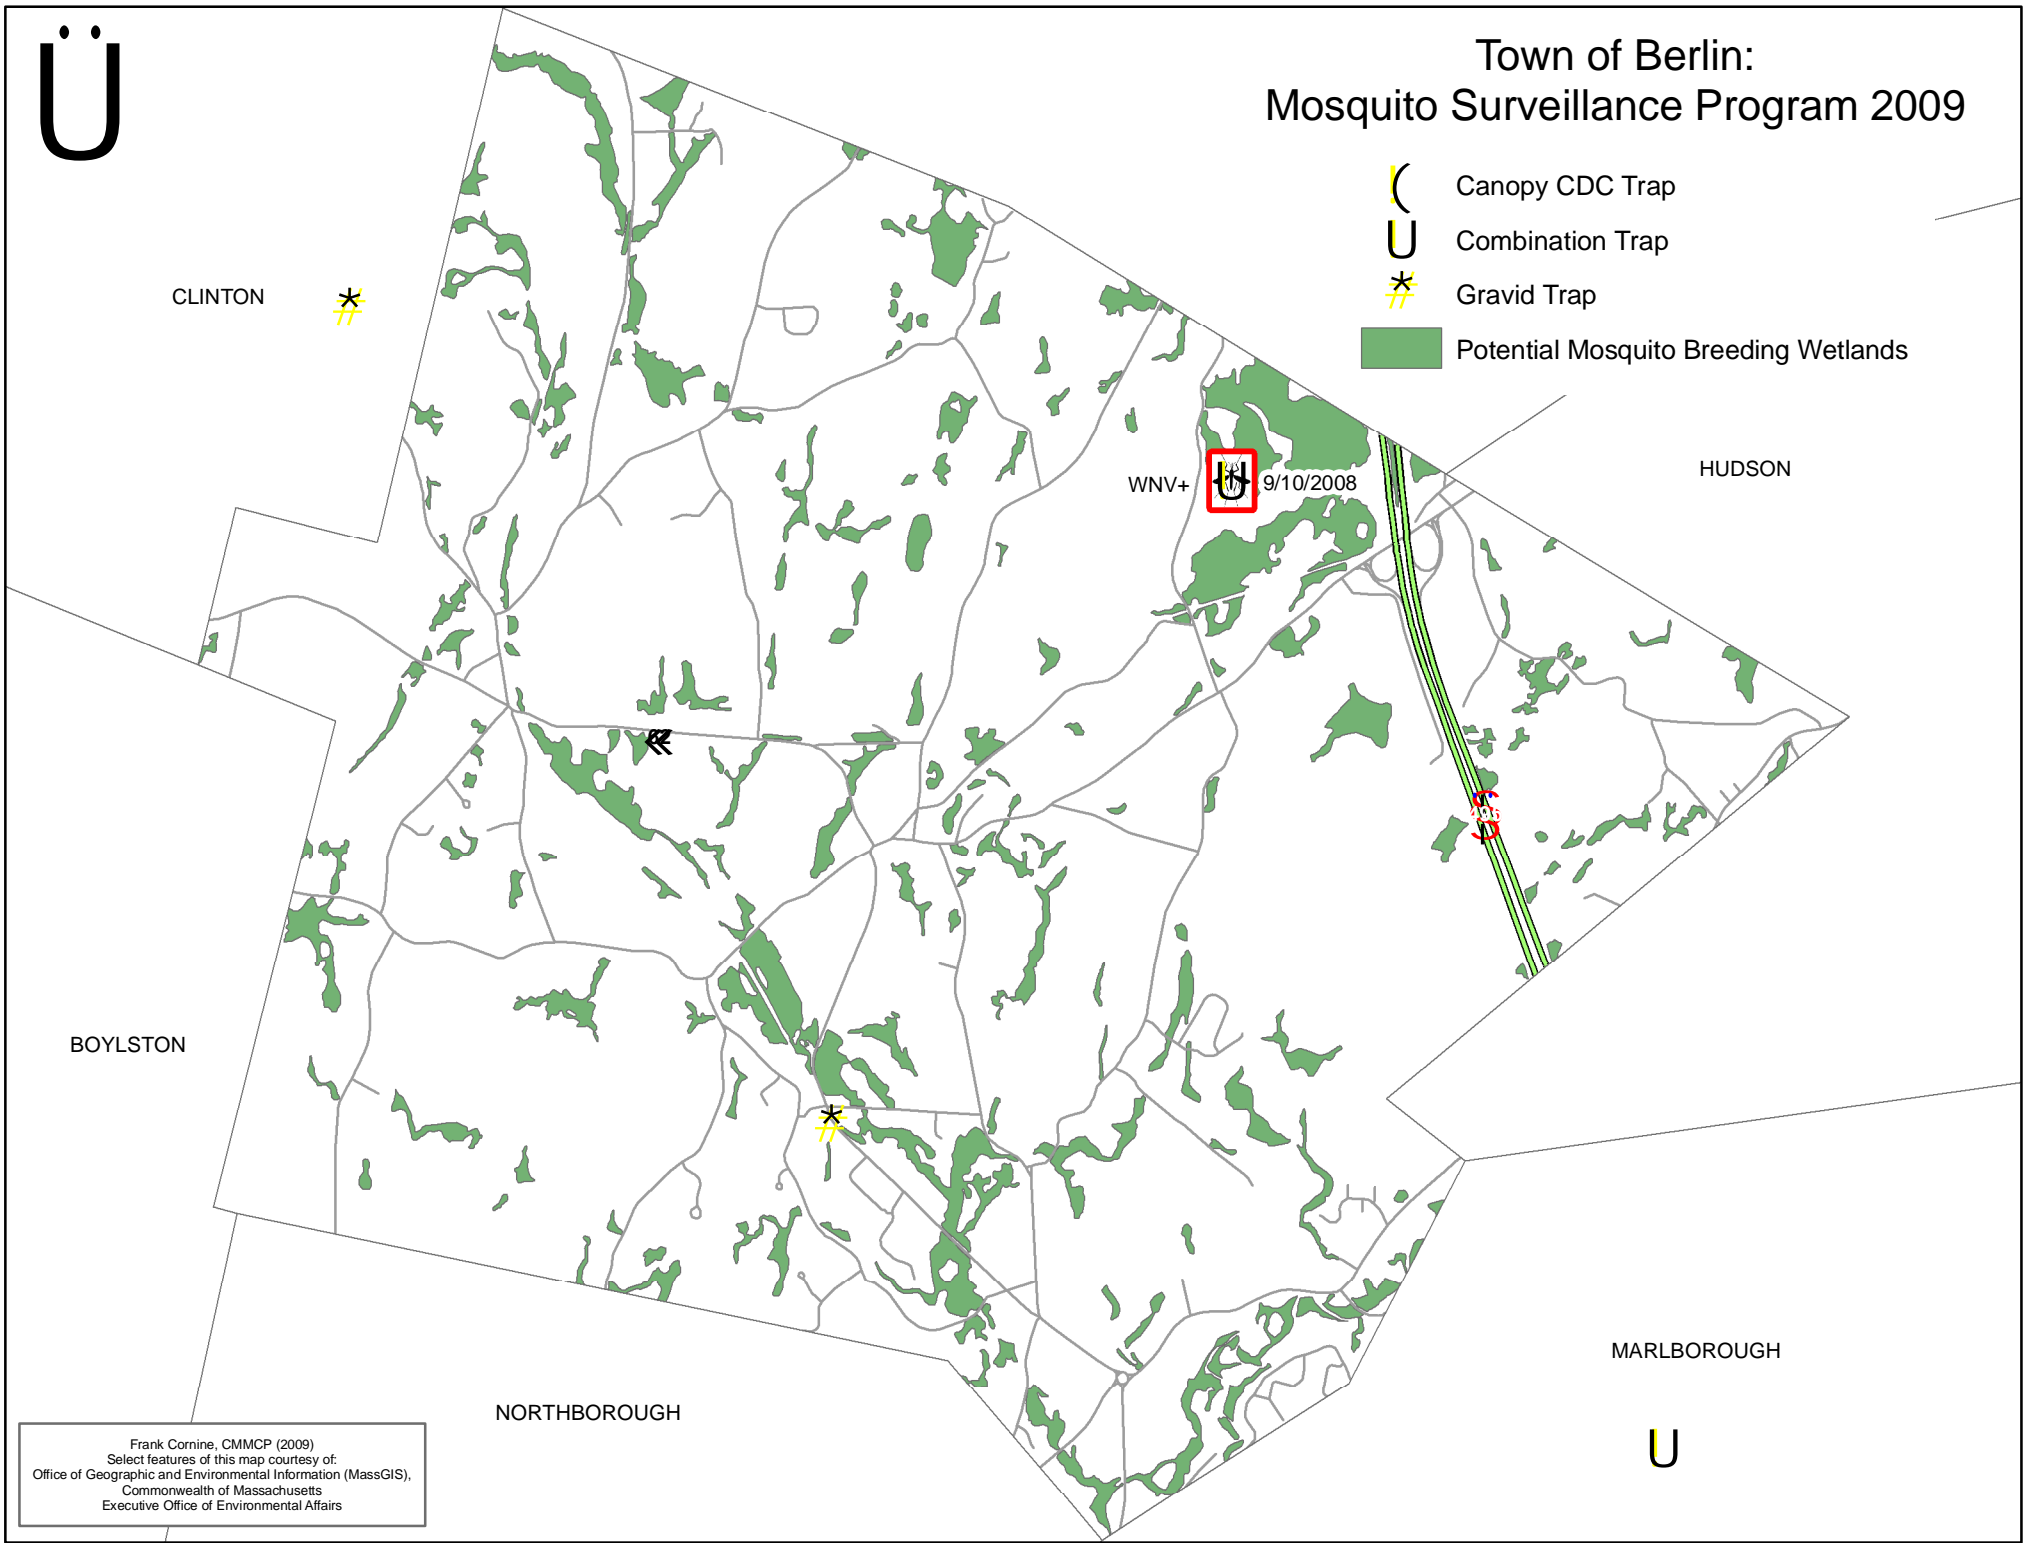 Ü
Town of Berlin:
Mosquito Surveillance Program 2009
( Canopy CDC Trap
U Combination Trap
# * Gravid Trap
Potential Mosquito Breeding Wetlands
CLINTON
# *
HUDSON
WNV+
U
9/10/2008
BOYLSTON
# *
MARLBOROUGH
U
NORTHBOROUGH
Frank Cornine, CMMCP (2009)
Select features of this map courtesy of:
Office of Geographic and Environmental Information (MassGIS),
Commonwealth of Massachusetts
Executive Office of Environmental Affairs